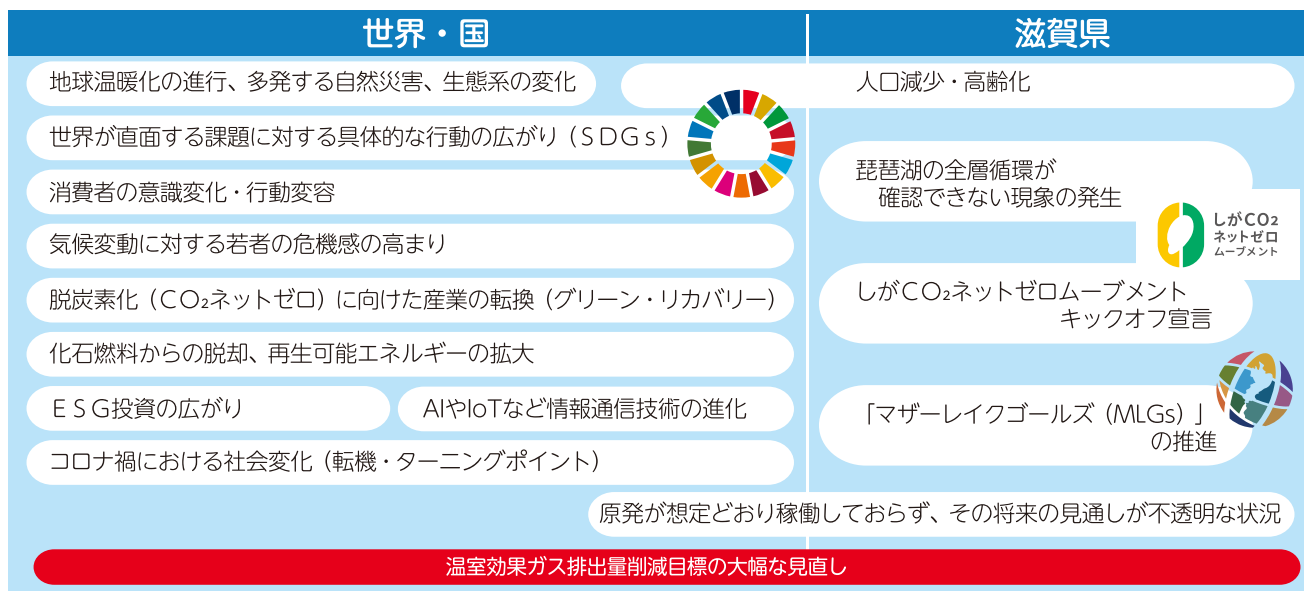 世界・国
滋賀県
地球温暖化の進行、多発する自然災害、生態系の変化
人口減少・高齢化
世界が直面する課題に対する具体的な行動の広がり（ＳＤＧｓ）
消費者の意識変化・行動変容
気候変動に対する若者の危機感の高まり
脱炭素化（ＣＯ₂ネットゼロ）に向けた産業の転換（グリーン・リカバリー）
化石燃料からの脱却、再生可能エネルギーの拡大
ＥＳＧ投資の広がり
AIやIoTなど情報通信技術の進化
コロナ禍における社会変化（転機・ターニングポイント）
琵琶湖の全層循環が
確認できない現象の発生
しがCO₂
ネットゼロ
ムーブメント
しがＣＯ₂ネットゼロムーブメント
キックオフ宣言
「マザーレイクゴールズ（MLGs）」
の推進
原発が想定どおり稼働しておらず、その将来の見通しが不透明な状況
温室効果ガス排出量削減目標の大幅な見直し